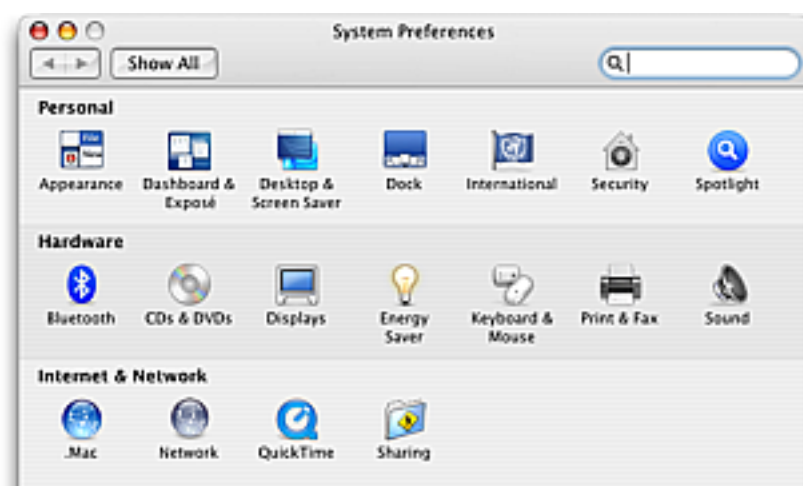 System Preferences
Show All
Personal
Appearance
Dashboard &
Exposé
Desktop &
Screen Saver
Dock
International
Security
Spotlight
Hardware
Bluetooth
CDs & DVDs
Displays
Energy
Saver
Keyboard &
Mouse
Print & Fax
Sound
Internet & Network
.Mac
Network
QuickTime
Sharing